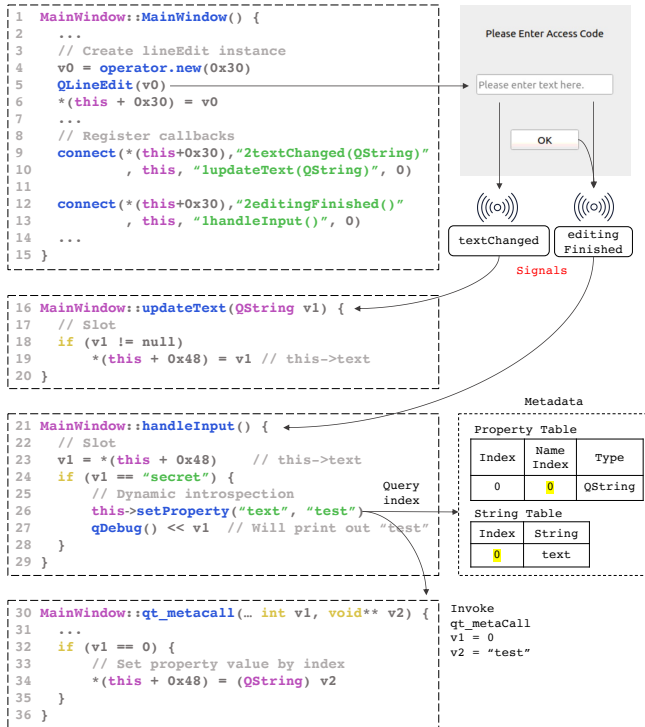 1 MainWindow::MainWindow() {
2 ...
3 // Create lineEdit instance
4 v0 = operator.new(0x30)
5 QLineEdit(v0)
6 *(this + 0x30) = v0
7 ...
8 // Register callbacks
9 connect(*(this+0x30),“2textChanged(QString)”
10 , this, “1updateText(QString)”, 0)
11
12 connect(*(this+0x30),“2editingFinished()”
13 , this, “1handleInput()”, 0)
14 ...
15 }
Please Enter Access Code
Please enter text here.
OK
textChanged
editing
Finished
Signals
16 MainWindow::updateText(QString v1) {
17 // Slot
18 if (v1 != null)
19 *(this + 0x48) = v1 // this->text
20 }
21 MainWindow::handleInput() {
22 // Slot
23 v1 = *(this + 0x48) // this->text
24 if (v1 == “secret”) {
25 // Dynamic introspection
26 this->setProperty(“text”, “test”)
27 qDebug() << v1 // Will print out “test”
28 }
29 }
Query
index
Metadata
Property Table
Index Name Index Type
0 0 QString
String Table
Index String
0 text
30 MainWindow::qt_metacall(… int v1, void** v2) {
31 ...
32 if (v1 == 0) {
33 // Set property value by index
34 *(this + 0x48) = (QString) v2
35 }
36 }
Invoke
qt_metaCall
v1 = 0
v2 = “test”